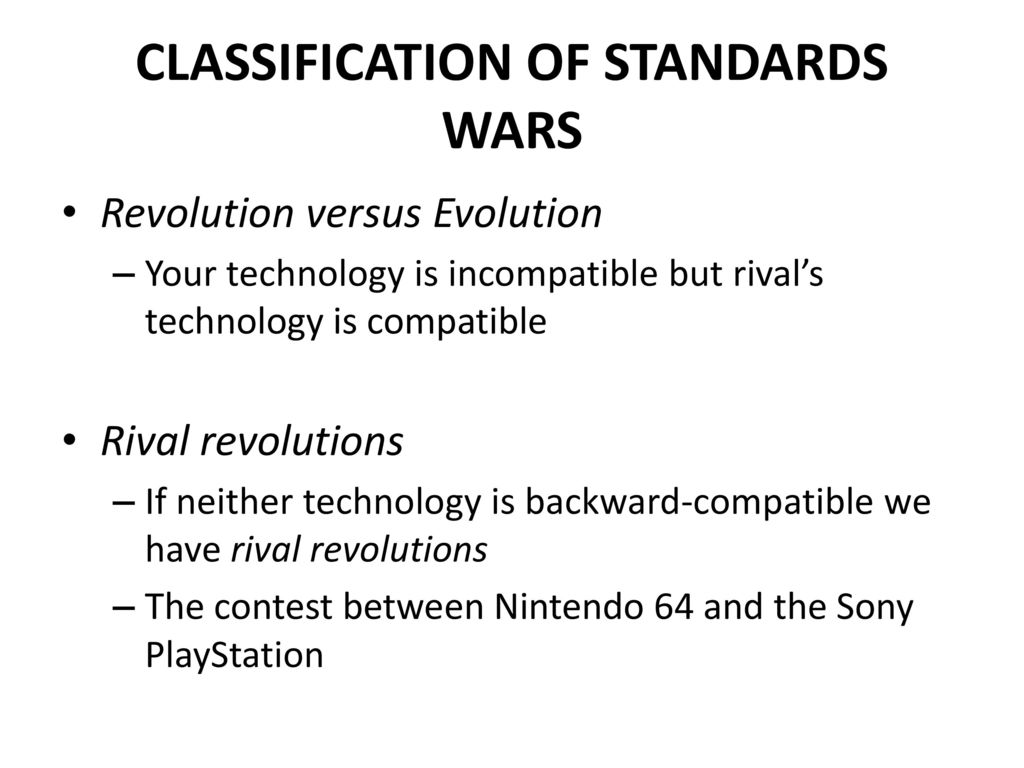 CLASSIFICATION OF STANDARDS
WARS
• Revolution versus Evolution
– Your technology is incompatible but rival’s
technology is compatible
• Rival revolutions
– If neither technology is backward-compatible we
have rival revolutions
– The contest between Nintendo 64 and the Sony
PlayStation